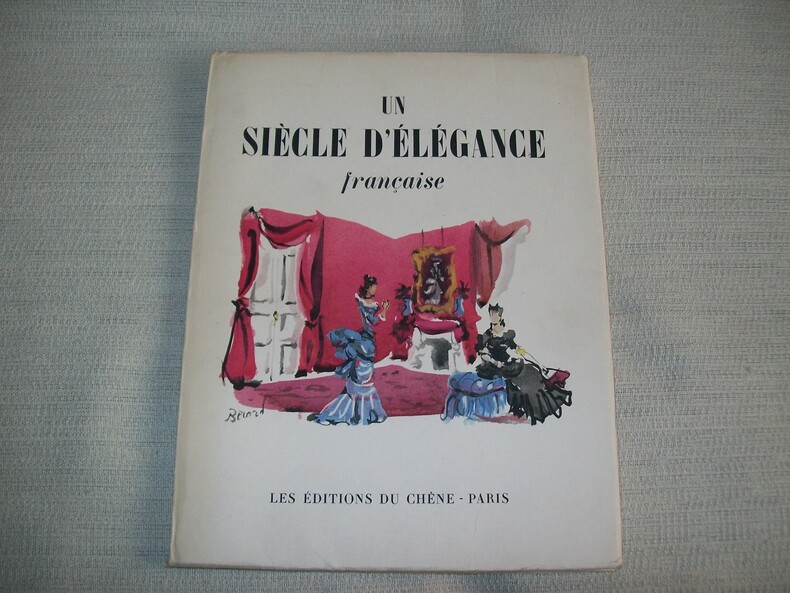 UN
SIÈCLE D'ÉLÉGANCE
française
Bérard
LES ÉDITIONS DU CHÊNE - PARIS